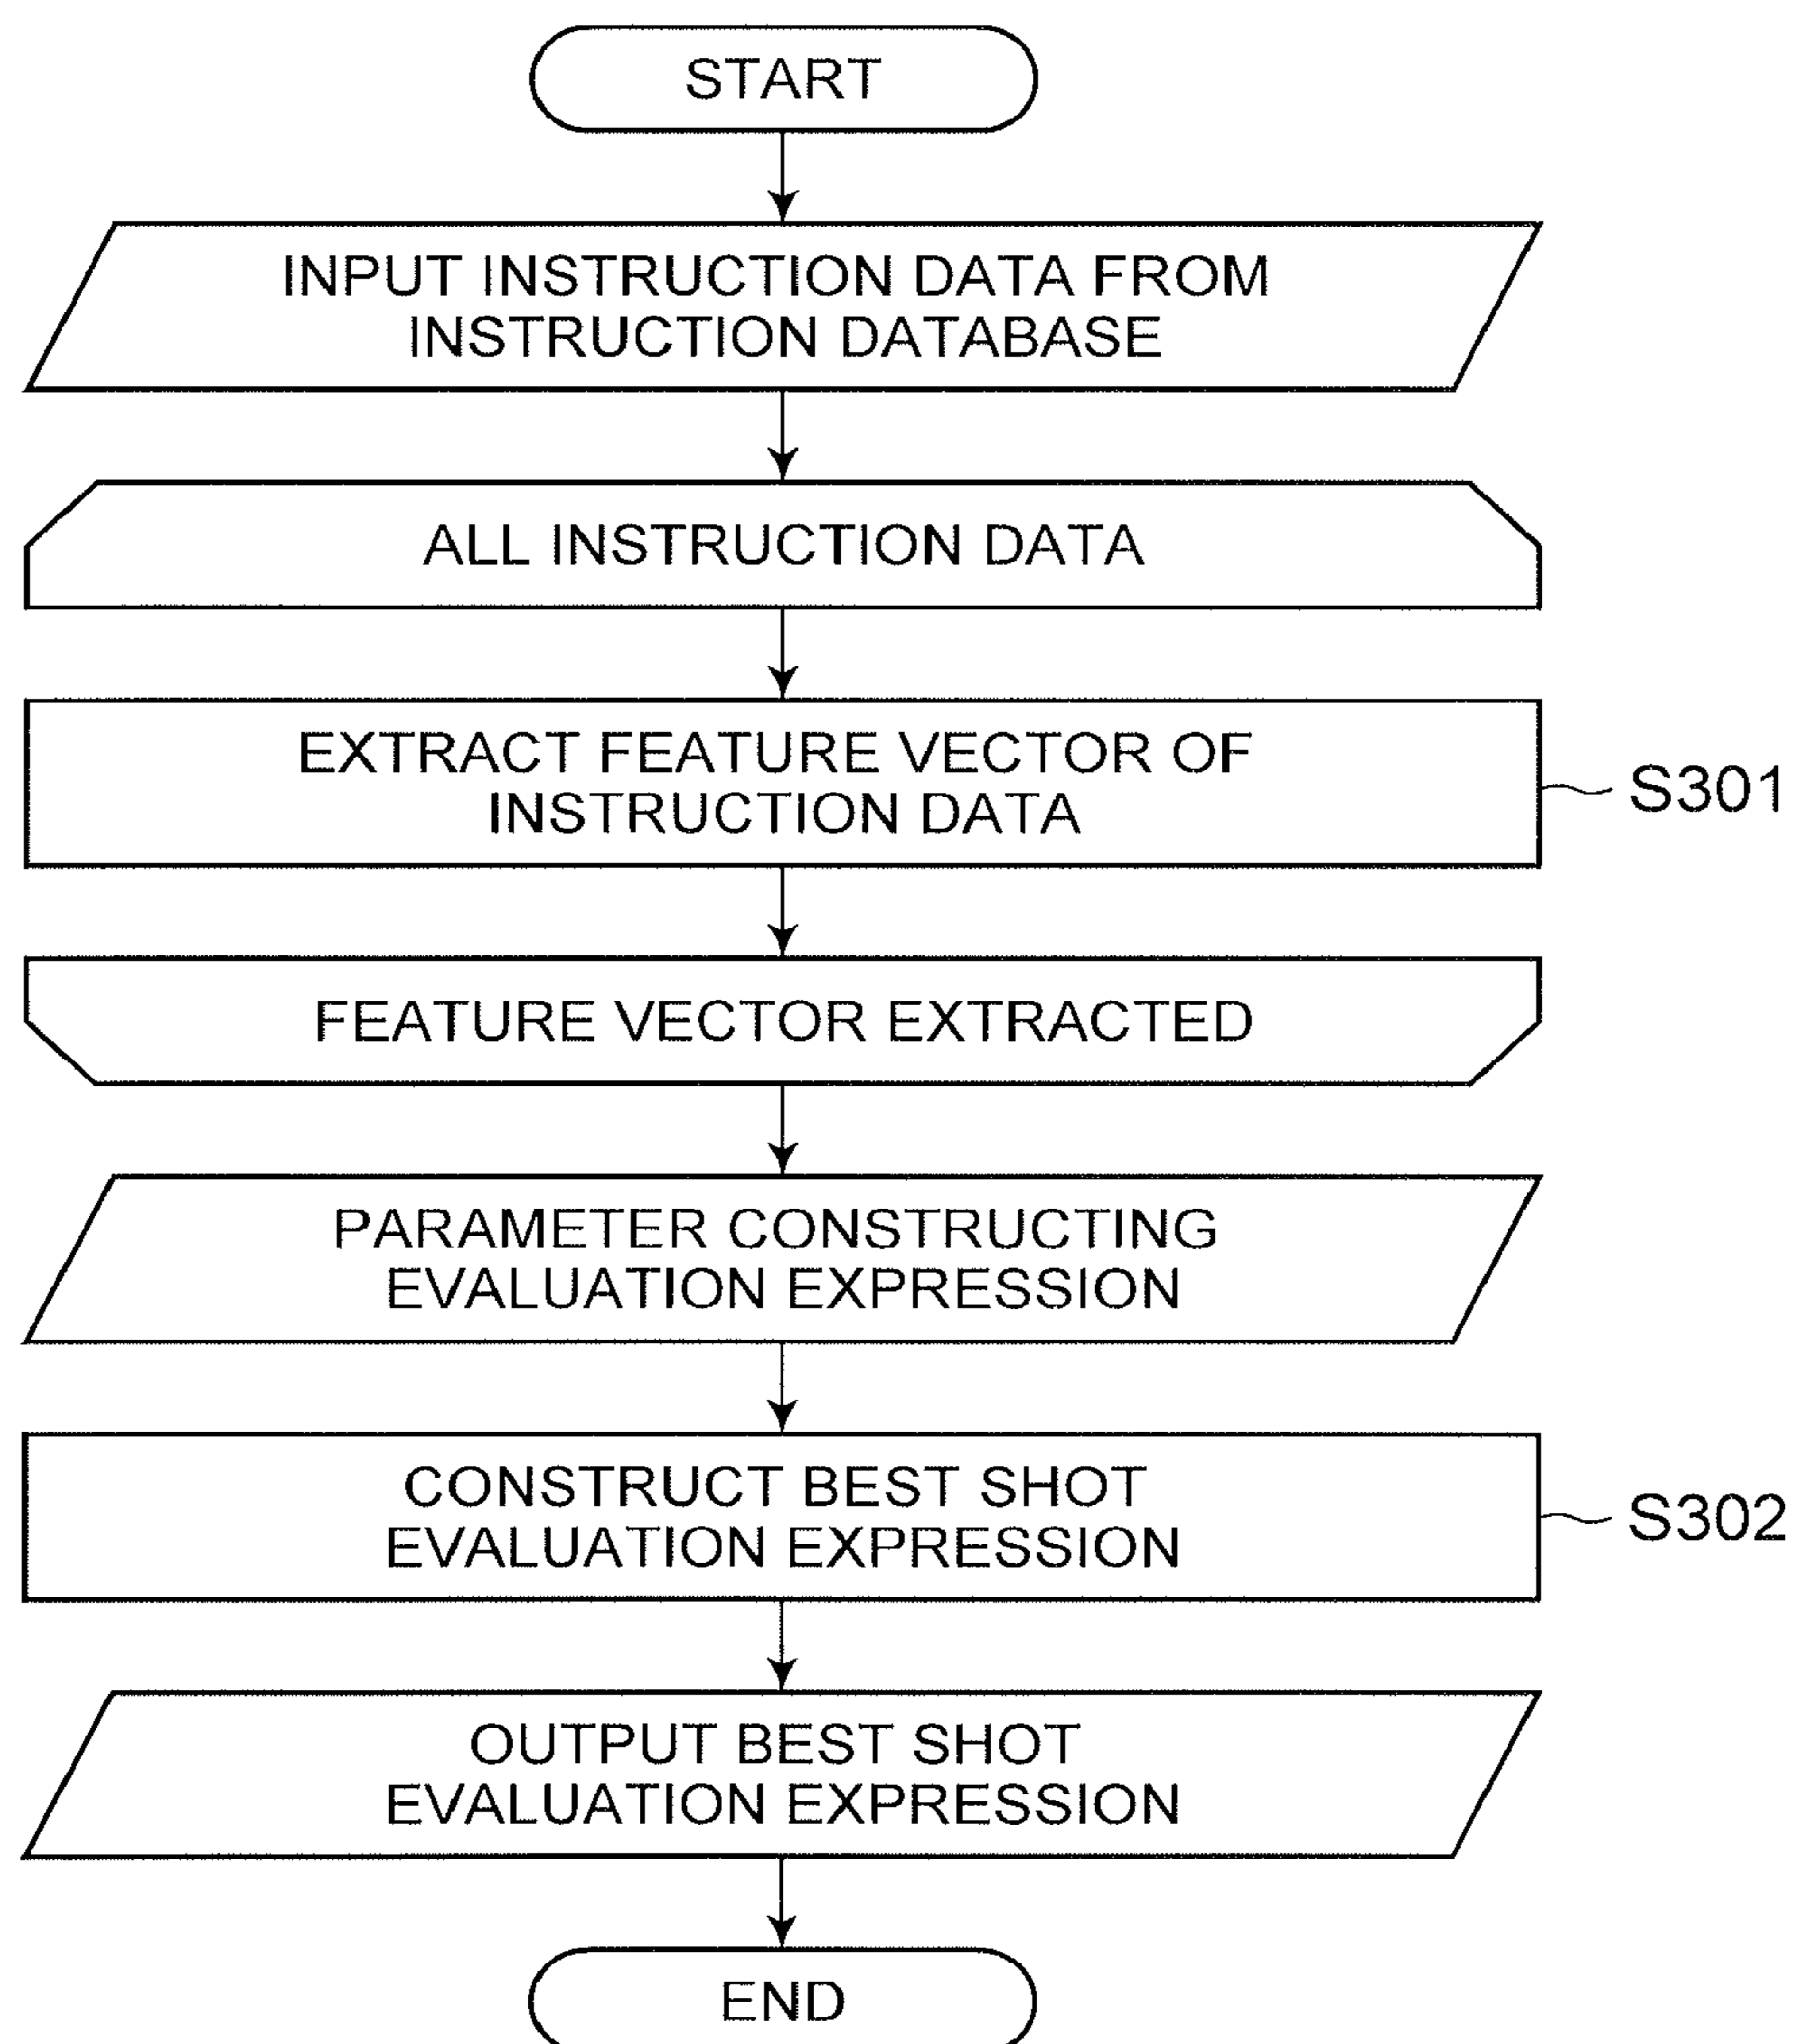 START
INPUT INSTRUCTION DATA FROM
INSTRUCTION DATABASE
ALL INSTRUCTION DATA
EXTRACT FEATURE VECTOR OF
INSTRUCTION DATA
S301
FEATURE VECTOR EXTRACTED
PARAMETER CONSTRUCTING
EVALUATION EXPRESSION
CONSTRUCT BEST SHOT
EVALUATION EXPRESSION
S302
OUTPUT BEST SHOT
EVALUATION EXPRESSION
END